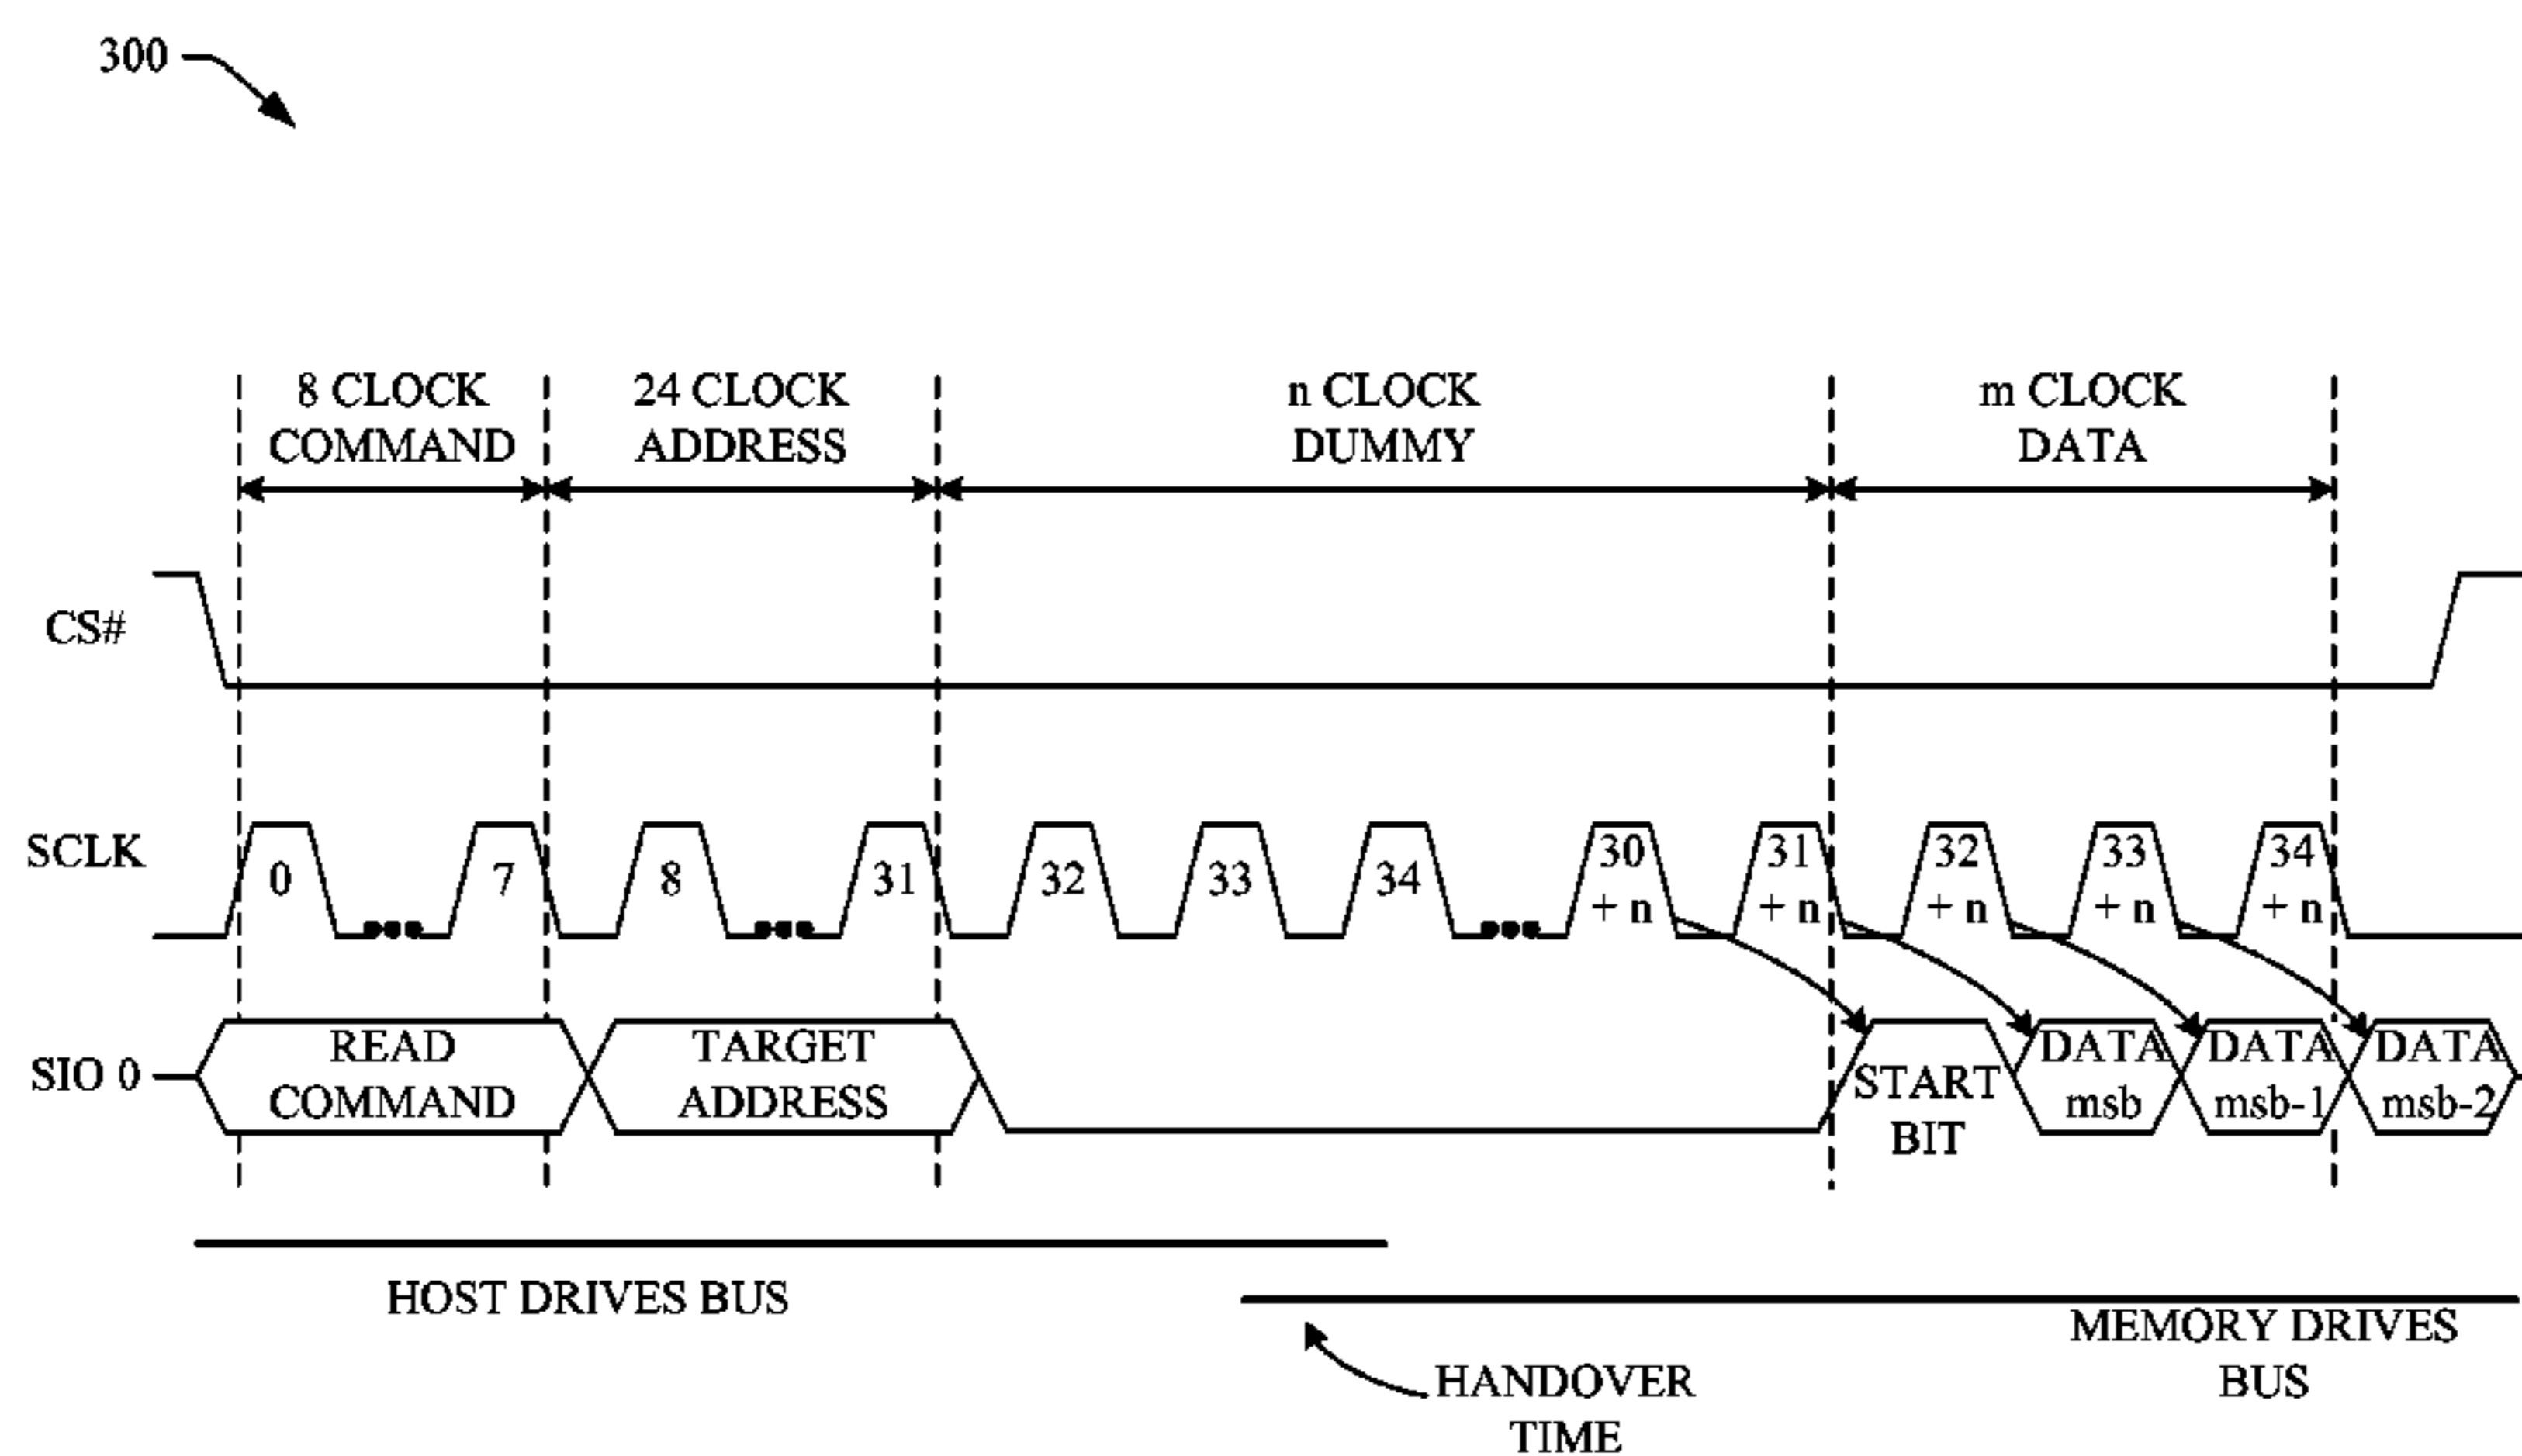 300
8 CLOCK
COMMAND
24 CLOCK
ADDRESS
n CLOCK
DUMMY
m CLOCK
DATA
CS#
SCLK
0
7
8
31
32
33
34
30
+ n
31
+ n
32
+ n
33
+ n
34
+ n
SIO 0
READ
COMMAND
TARGET
ADDRESS
START
BIT
DATA
msb
DATA
msb-1
DATA
msb-2
HOST DRIVES BUS
MEMORY DRIVES
BUS
HANDOVER
TIME